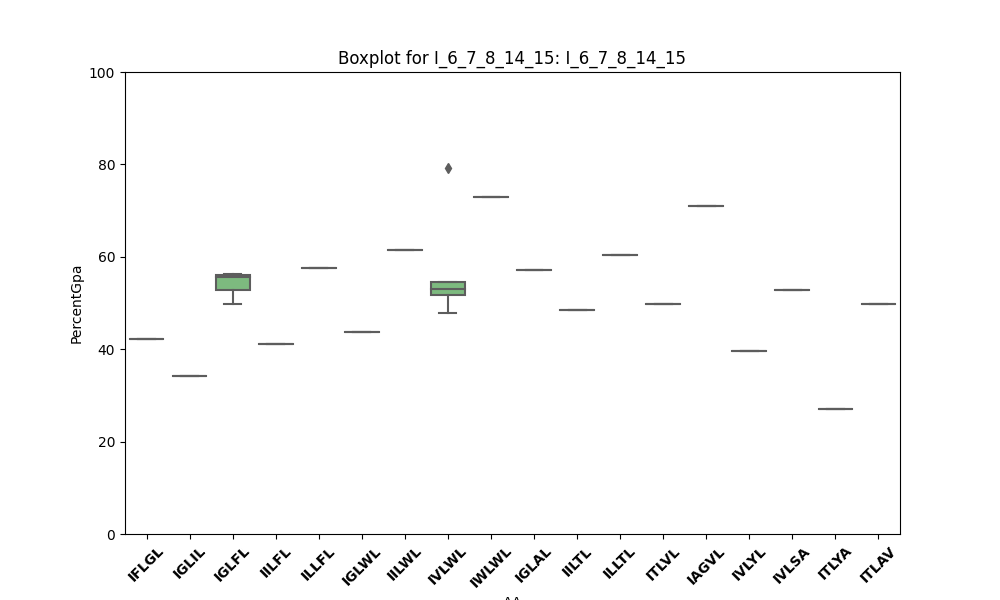 Boxplot for I_6_7_8_14_15: I_6_7_8_14_15
100
80
60
40
20
0
PercentGpa
IFLGL
IGLIL
IGLFL
IILFL
ILLFL
IGLWL
IILWL
IVLWL
IWLWL
IGLAL
IILTL
ILLTL
ITLVL
IAGVL
IVLYL
IVLSA
ITLYA
ITLAV